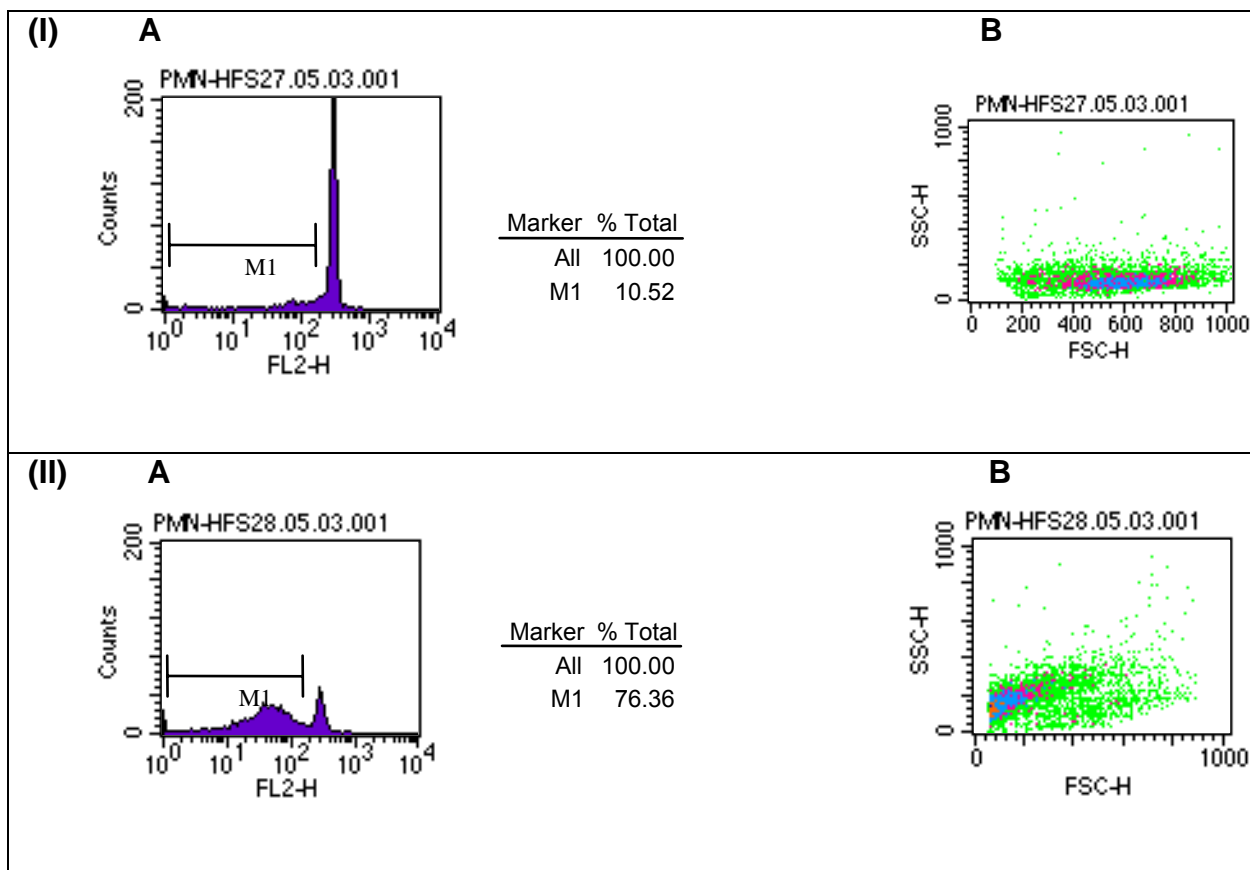 (I) A B
PMN-HFS27.05.03.001
200
Counts
0
M1
10^0 10^1 10^2 10^3 10^4
FL2-H
Marker % Total
All 100.00
M1 10.52
PMN-HFS27.05.03.001
1000
SSC-H
0
0 200 400 600 800 1000
FSC-H
(II) A B
PMN-HFS28.05.03.001
200
Counts
0
M1
10^0 10^1 10^2 10^3 10^4
FL2-H
Marker % Total
All 100.00
M1 76.36
PMN-HFS28.05.03.001
1000
SSC-H
0
0 1000
FSC-H